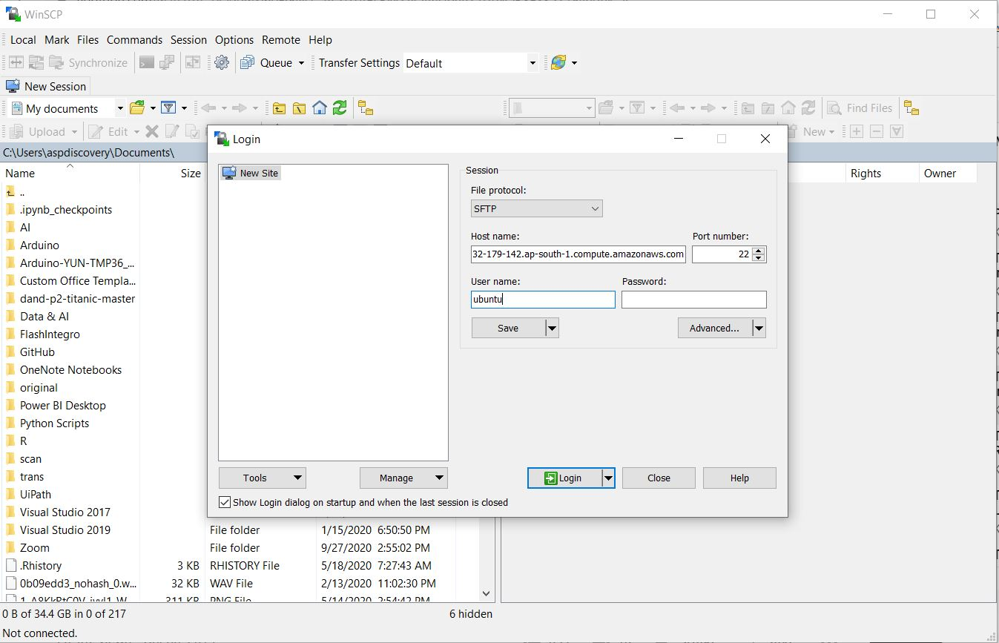 WinSCP
Local Mark Files Commands Session Options Remote Help
Synchronize Queue Transfer Settings Default
New Session
My documents Find Files
Upload Edit New
C:\Users\aspdiscovery\Documents\
Name Size Rights Owner
..
.ipynb_checkpoints
AI
Arduino
Arduino-YUN-TMP36_...
Custom Office Templa...
dand-p2-titanic-master
Data & AI
FlashIntegro
GitHub
OneNote Notebooks
original
Power BI Desktop
Python Scripts
R
scan
trans
UiPath
Visual Studio 2017
Visual Studio 2019 File folder 1/15/2020 6:50:50 PM
Zoom File folder 9/27/2020 2:55:02 PM
.Rhistory 3 KB RHISTORY File 5/18/2020 7:27:43 AM
0b09edd3_nohash_0.w... 32 KB WAV File 2/13/2020 11:02:30 PM
311 KB PNG File 5/14/2020 2:54:42 PM
0 B of 34.4 GB in 0 of 217 6 hidden
Not connected.
Login
New Site
Session
File protocol:
SFTP
Host name: Port number:
32-179-142.ap-south-1.compute.amazonaws.com 22
User name: Password:
ubuntu
Save Advanced...
Tools Manage Login Close Help
Show Login dialog on startup and when the last session is closed